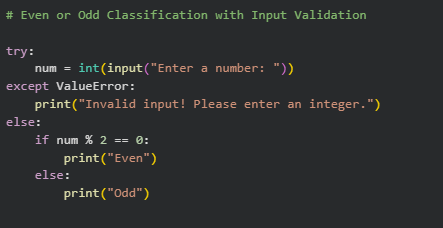 # Even or Odd Classification with Input Validation
try:
    num = int(input("Enter a number: "))
except ValueError:
    print("Invalid input! Please enter an integer.")
else:
    if num % 2 == 0:
        print("Even")
    else:
        print("Odd")